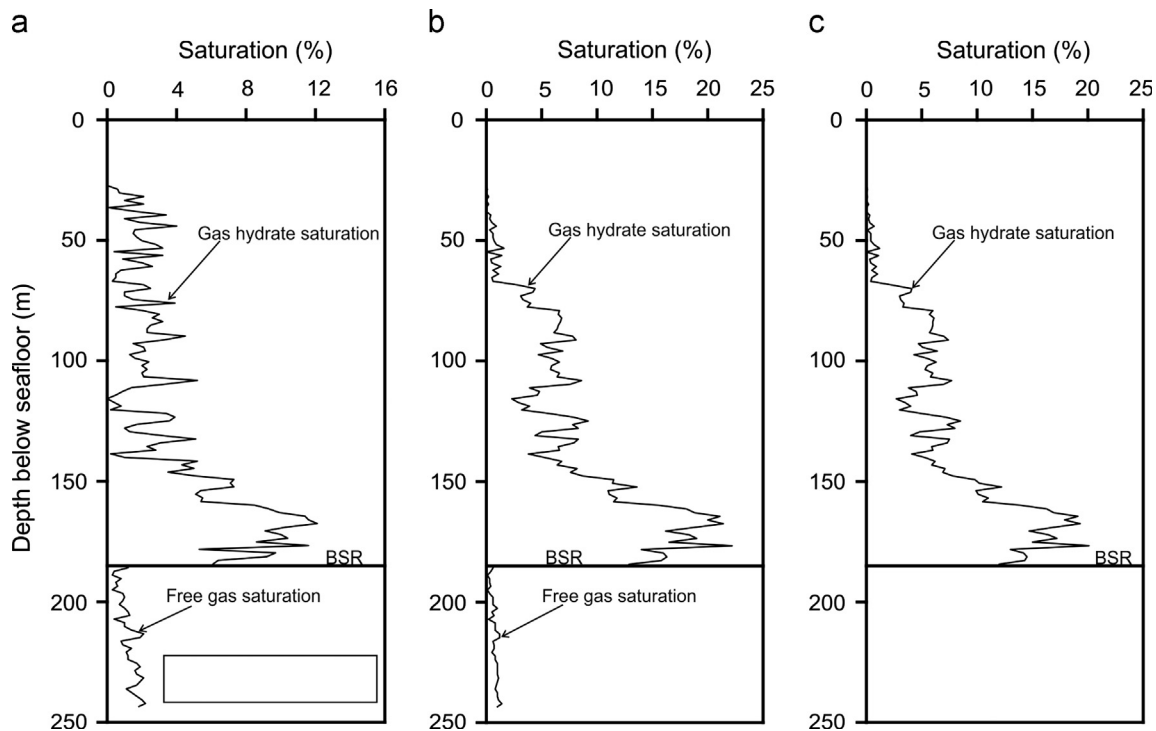 a
Saturation (%)
0 4 8 12 16
0
50
100
150
200
250
Depth below seafloor (m)
Gas hydrate saturation
BSR
Free gas saturation
b
Saturation (%)
0 5 10 15 20 25
0
50
100
150
200
250
Gas hydrate saturation
BSR
Free gas saturation
c
Saturation (%)
0 5 10 15 20 25
0
50
100
150
200
250
Gas hydrate saturation
BSR